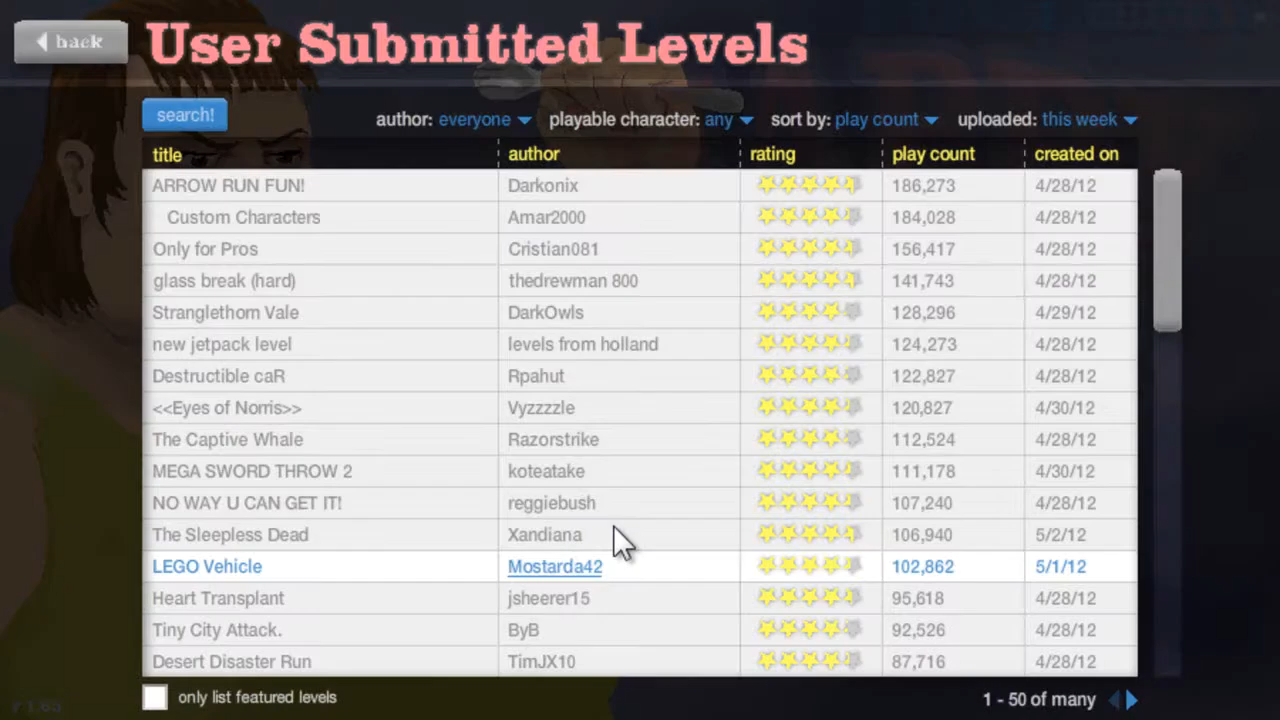 back
User Submitted Levels
search!
author: everyone playable character: any sort by: play count uploaded: this week
title author rating play count created on
ARROW RUN FUN! Darkonix 186,273 4/28/12
Custom Characters Amar2000 184,028 4/28/12
Only for Pros Cristian081 156,417 4/28/12
glass break (hard) thedrewman 800 141,743 4/28/12
Stranglethorn Vale DarkOwls 128,296 4/29/12
new jetpack level levels from holland 124,273 4/28/12
Destructible caR Rpahut 122,827 4/28/12
<<Eyes of Norris>> Vyzzzzle 120,827 4/30/12
The Captive Whale Razorstrike 112,524 4/28/12
MEGA SWORD THROW 2 koteatake 111,178 4/30/12
NO WAY U CAN GET IT! reggiebush 107,240 4/28/12
The Sleepless Dead Xandiana 106,940 5/2/12
LEGO Vehicle Mostarda42 102,862 5/1/12
Heart Transplant jsheerer15 95,618 4/28/12
Tiny City Attack. ByB 92,526 4/28/12
Desert Disaster Run TimJX10 87,716 4/28/12
only list featured levels 1 - 50 of many